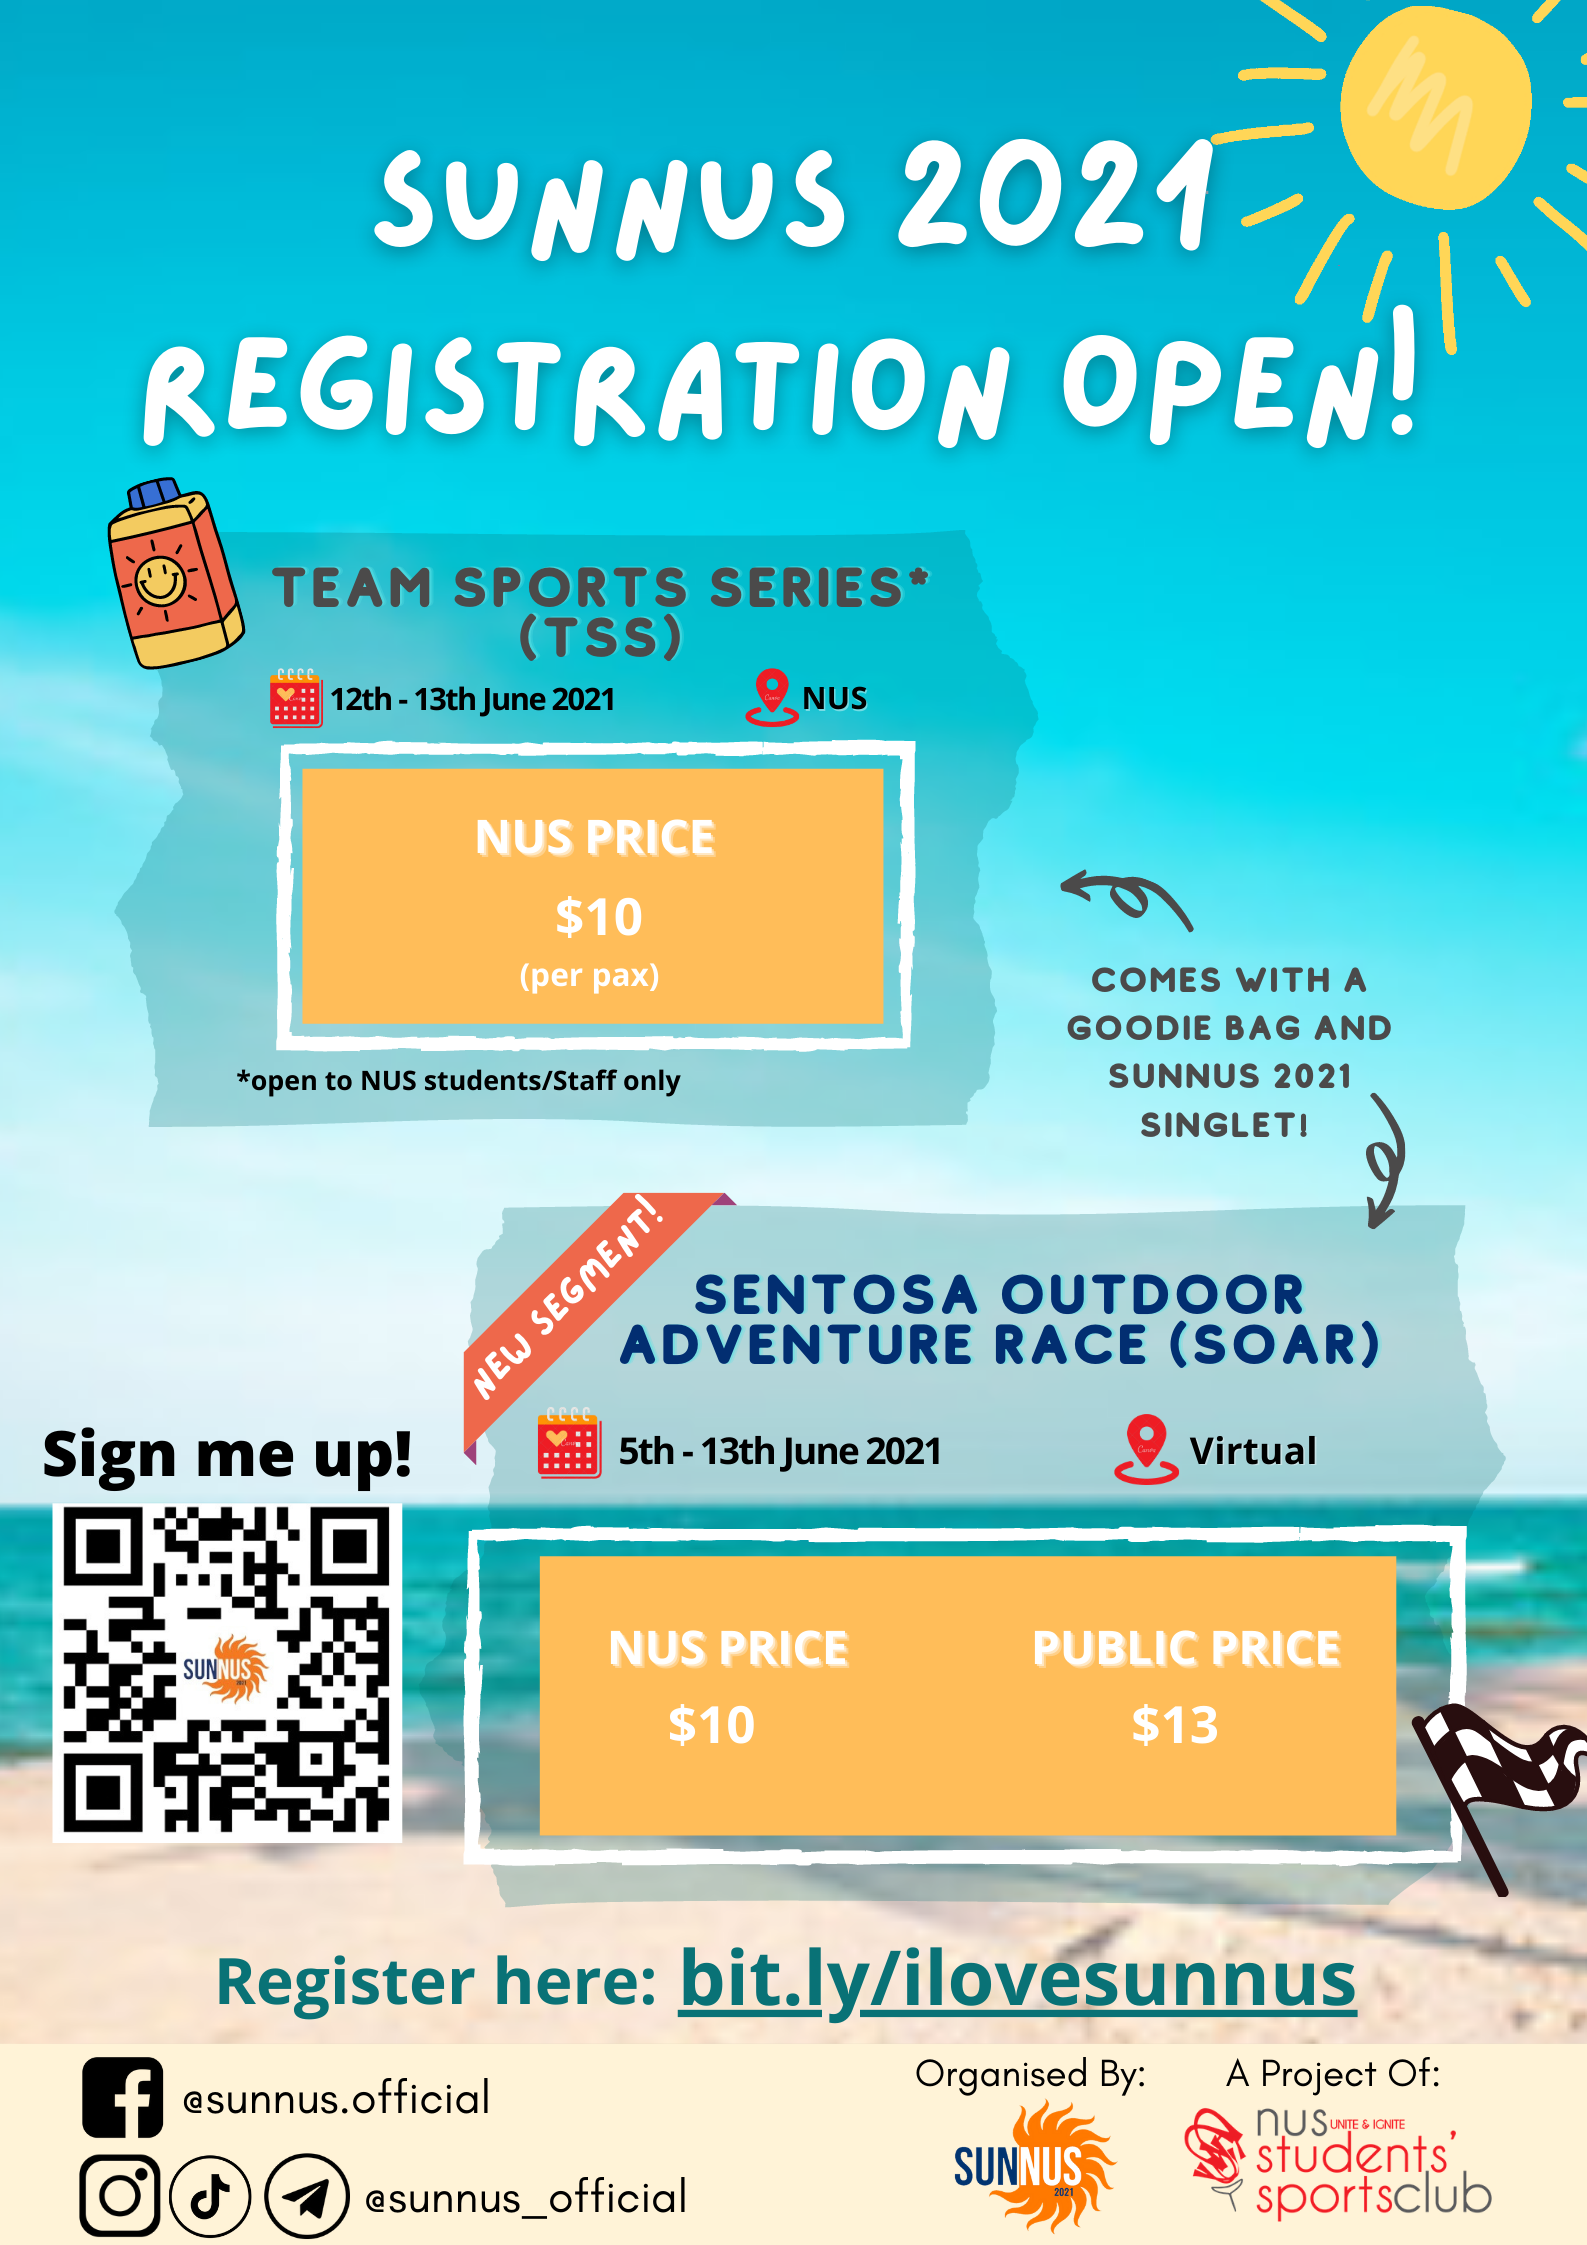 SUNNUS 2021
REGISTRATION OPEN!
TEAM SPORTS SERIES*
(TSS)
12th - 13th June 2021
NUS
NUS PRICE
$10
(per pax)
*open to NUS students/Staff only
COMES WITH A
GOODIE BAG AND
SUNNUS 2021
SINGLET!
NEW SEGMENT!
SENTOSA OUTDOOR
ADVENTURE RACE (SOAR)
5th - 13th June 2021
Virtual
NUS PRICE
$10
PUBLIC PRICE
$13
Sign me up!
SUNNUS
2021
Register here: bit.ly/ilovesunnus
@sunnus.official
@sunnus_official
Organised By:
SUNNUS
2021
A Project Of:
nus UNITE & IGNITE
students'
sportsclub